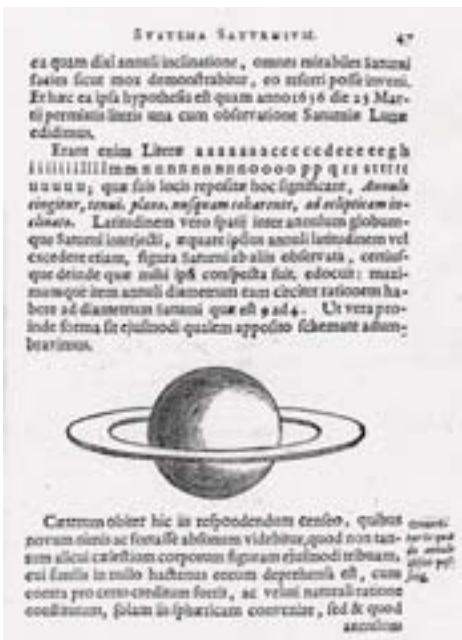 SYSTEMA SATURNIUM. 47
ea quam dixi annuli inclinatione, omnes mirabiles Saturni
facies sicut mox demonstrabitur, eo referri posse inveni.
Et hæc ea ipsa hypothesis est quam anno 1656 die 25 Mar-
tij permixtis literis una cum observatione Saturniæ Lunæ
edidimus.
Erant enim Literæ a a a a a a a c c c c c d e e e e e g h
i i i i i i i l l l l m m n n n n n n n n n o o o o p p q r r s t t t t t
u u u u u; quæ suis locis repositæ hoc significant, Annulo
cingitur, tenui, plano, nusquam cohærente, ad eclipticam in-
clinato. Latitudinem vero spatij inter annulum globum-
que Saturni interjecti, æquare ipsius annuli latitudinem vel
excedere etiam, figura Saturni ab aliis observata, certius-
que deinde quæ mihi ipsi conspecta fuit, edocuit: maxi-
mamque item annuli diametrum eam circiter rationem ha-
bere ad diametrum Saturni quæ est 9 ad 4. Ut vera pro-
inde forma sit ejusmodi qualem apposito schemate adum-
bravimus.
Cæterum obiter hic iis respondendum censeo, quibus
novum nimis ac fortasse absonum videbitur, quod non tan-
tum alicui cælestium corporum figuram ejusmodi tribuam,
cui similis in nullo hactenus eorum deprehensa est, cum
contra pro certo creditum fuerit, ac veluti naturali ratione
constitutum, solam iis sphæricam convenire, sed & quod
annulum